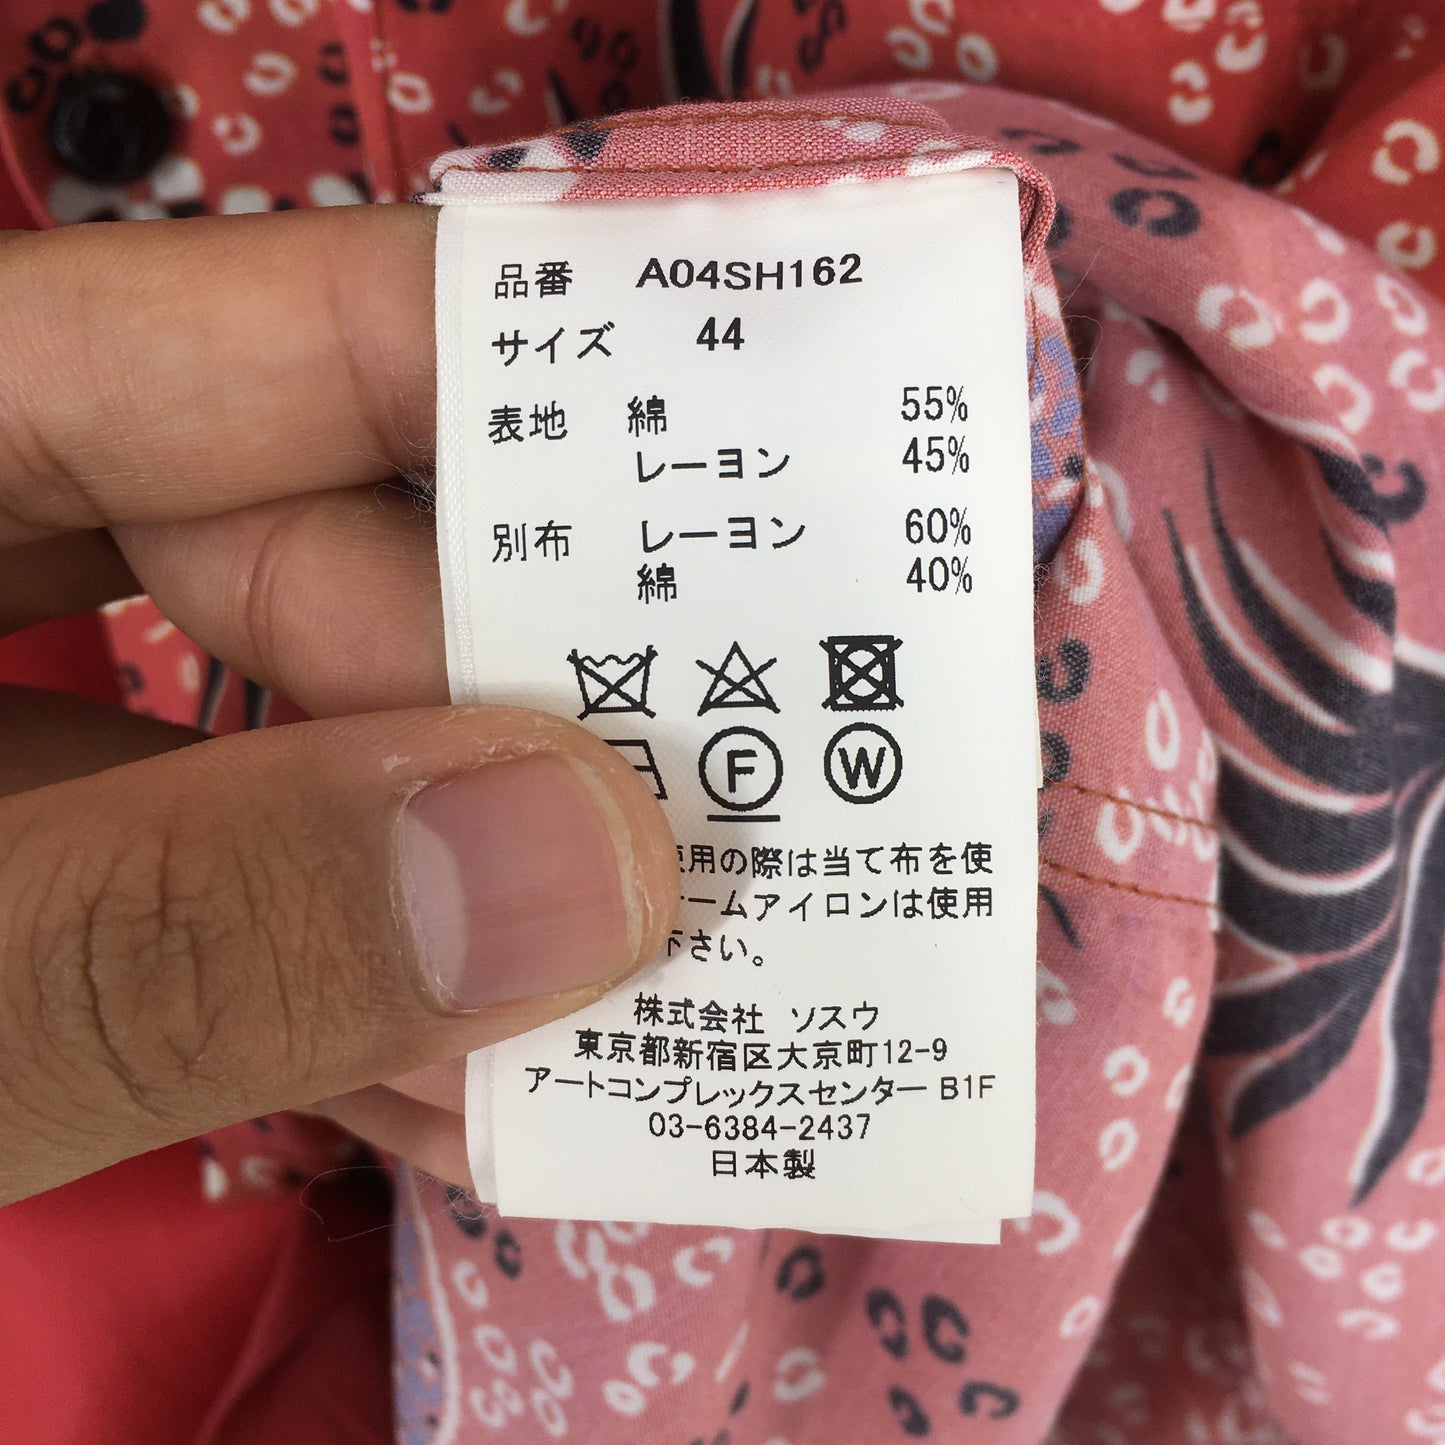 品番 A04SH162
サイズ 44
表地 綿 55%
レーヨン 45%
別布 レーヨン 60%
綿 40%
F W
用の際は当て布を使
ームアイロンは使用
下さい。
株式会社 ソスウ
東京都新宿区大京町12-9
アートコンプレックスセンター B1F
03-6384-2437
日本製